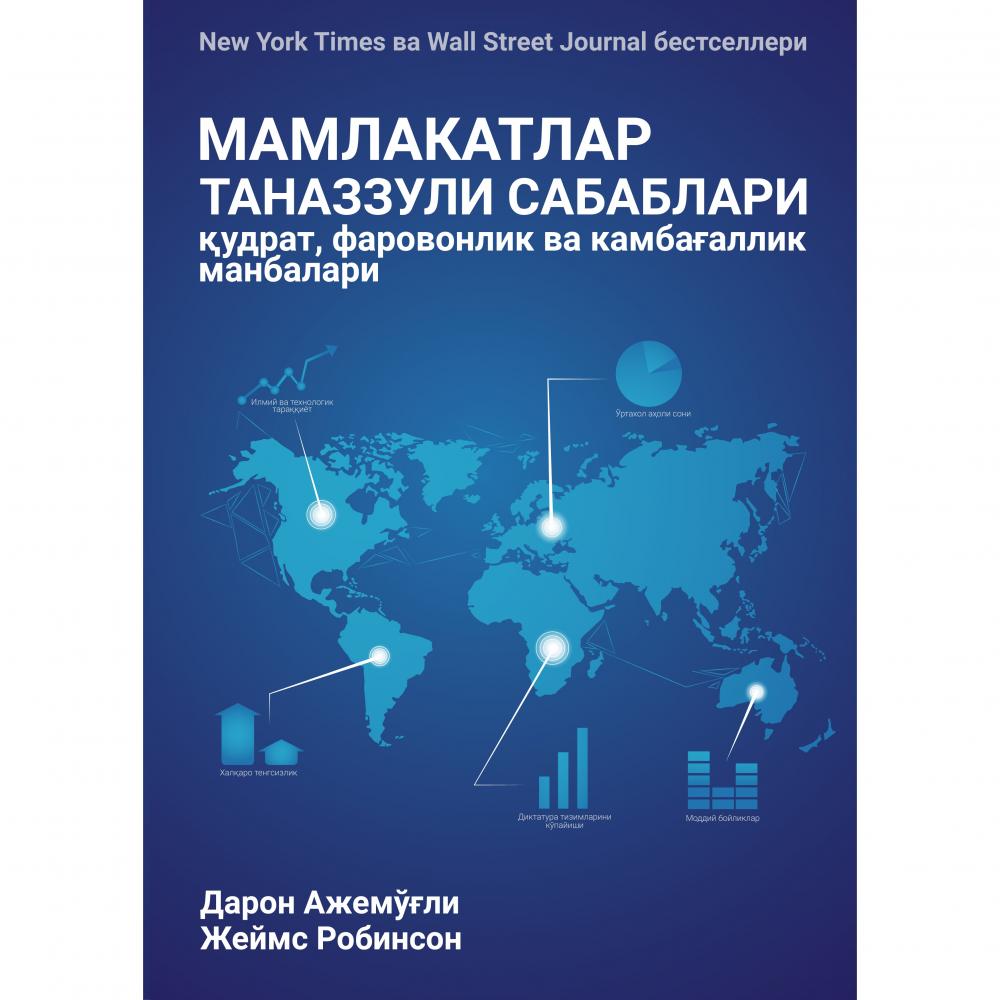 New York Times ва Wall Street Journal бестселлери
МАМЛАКАТЛАР
ТАНАЗЗУЛИ САБАБЛАРИ
қудрат, фаровонлик ва камбағаллик
манбалари
Илмий ва технологик
тараққиёт
Ўртахол аҳоли сони
Халқаро тенгсизлик
Диктатура тизимларини
кўпайиши
Моддий бойликлар
Дарон Ажемўғли
Жеймс Робинсон